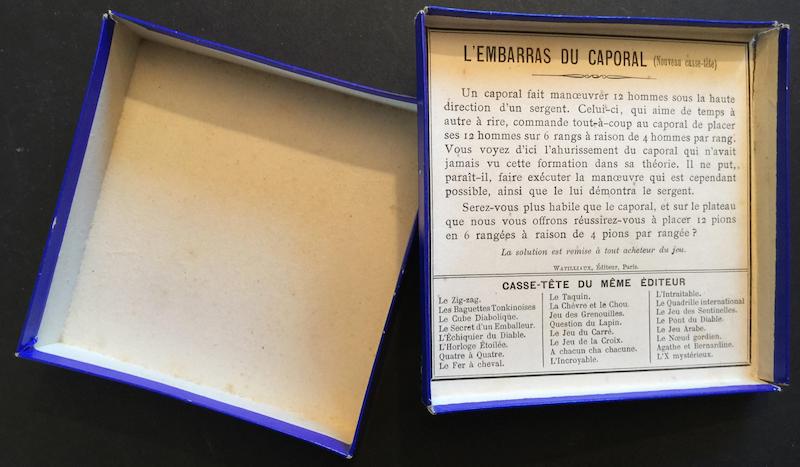 L'EMBARRAS DU CAPORAL (Nouveau casse-tête)
Un caporal fait manœuvrer 12 hommes sous la haute
direction d'un sergent. Celui-ci, qui aime de temps à
autre à rire, commande tout-à-coup au caporal de placer
ses 12 hommes sur 6 rangs à raison de 4 hommes par rang.
Vous voyez d'ici l'ahurissement du caporal qui n'avait
jamais vu cette formation dans sa théorie. Il ne put,
paraît-il, faire exécuter la manœuvre qui est cependant
possible, ainsi que le lui démontra le sergent.
Serez-vous plus habile que le caporal, et sur le plateau
que nous vous offrons réussirez-vous à placer 12 pions
en 6 rangées à raison de 4 pions par rangée ?
La solution est remise à tout acheteur du jeu.
WATILLIAUX, Éditeur, Paris.
CASSE-TÊTE DU MÊME ÉDITEUR
Le Zig-zag.
Les Baguettes Tonkinoises
Le Cube Diabolique.
Le Secret d'un Emballeur.
L'Échiquier du Diable.
L'Horloge Étoilée.
Quatre à Quatre.
Le Fer à cheval.
Le Taquin.
La Chèvre et le Chou.
Jeu des Grenouilles.
Question du Lapin.
Le Jeu du Carré.
Le Jeu de la Croix.
A chacun cha chacune.
L'Incroyable.
L'Intraitable.
Le Quadrille international
Le Jeu des Sentinelles.
Le Pont du Diable.
Le Jeu Arabe.
Le Nœud gordien.
Agathe et Bernardine.
L'X mystérieux.